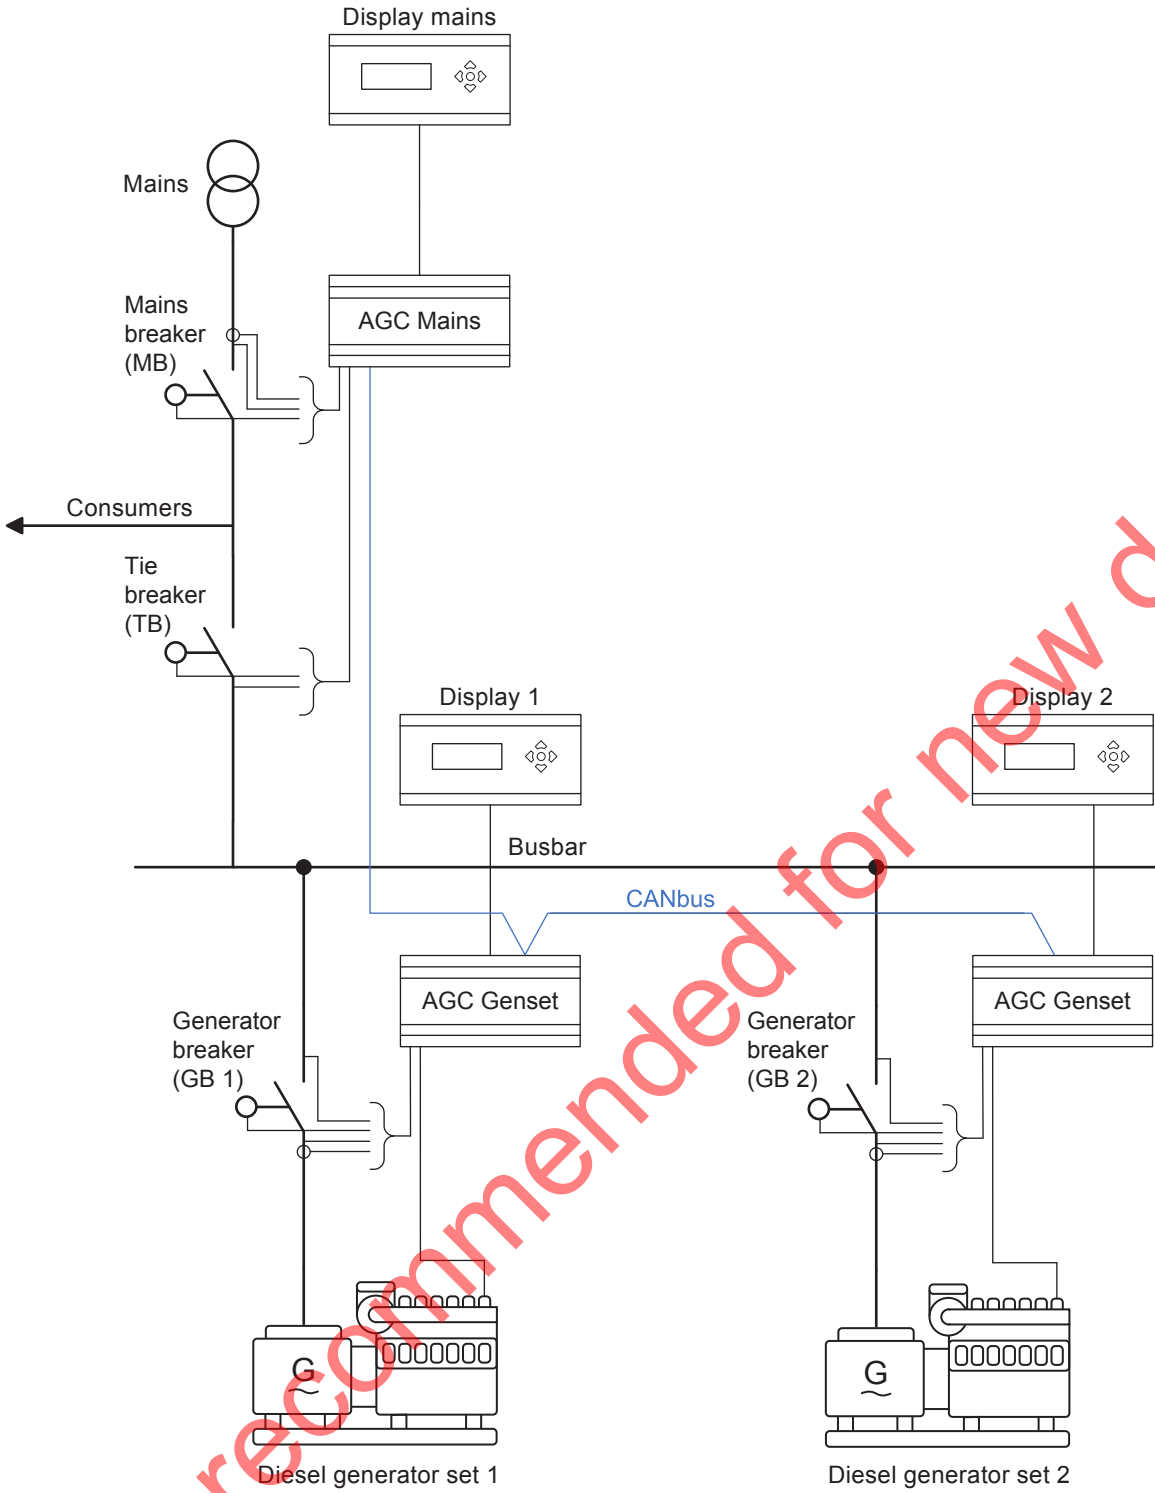 Display mains
Mains
Mains
breaker
(MB)
AGC Mains
Consumers
Tie
breaker
(TB)
Display 1
Display 2
Busbar
CANbus
AGC Genset
AGC Genset
Generator
breaker
(GB 1)
Generator
breaker
(GB 2)
G
G
Diesel generator set 1
Diesel generator set 2
recommended for new d